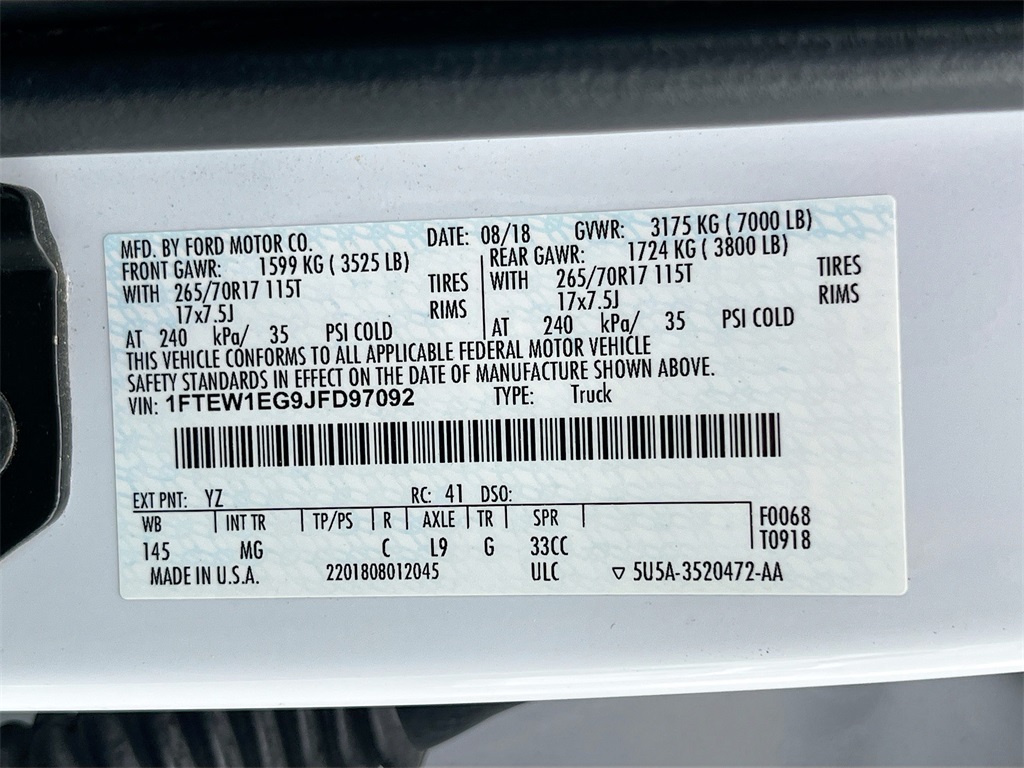 MFD. BY FORD MOTOR CO. DATE: 08/18 GVWR: 3175 KG ( 7000 LB)
FRONT GAWR: 1599 KG ( 3525 LB) REAR GAWR: 1724 KG ( 3800 LB)
WITH 265/70R17 115T TIRES WITH 265/70R17 115T TIRES
17x7.5J RIMS 17x7.5J RIMS
AT 240 kPa/ 35 PSI COLD AT 240 kPa/ 35 PSI COLD
THIS VEHICLE CONFORMS TO ALL APPLICABLE FEDERAL MOTOR VEHICLE
SAFETY STANDARDS IN EFFECT ON THE DATE OF MANUFACTURE SHOWN ABOVE.
VIN: 1FTEW1EG9JFD97092 TYPE: Truck
EXT PNT: YZ RC: 41 DSO:
WB INT TR TP/PS R AXLE TR SPR F0068
145 MG C L9 G 33CC T0918
MADE IN U.S.A. 2201808012045 ULC ▽ 5U5A-3520472-AA